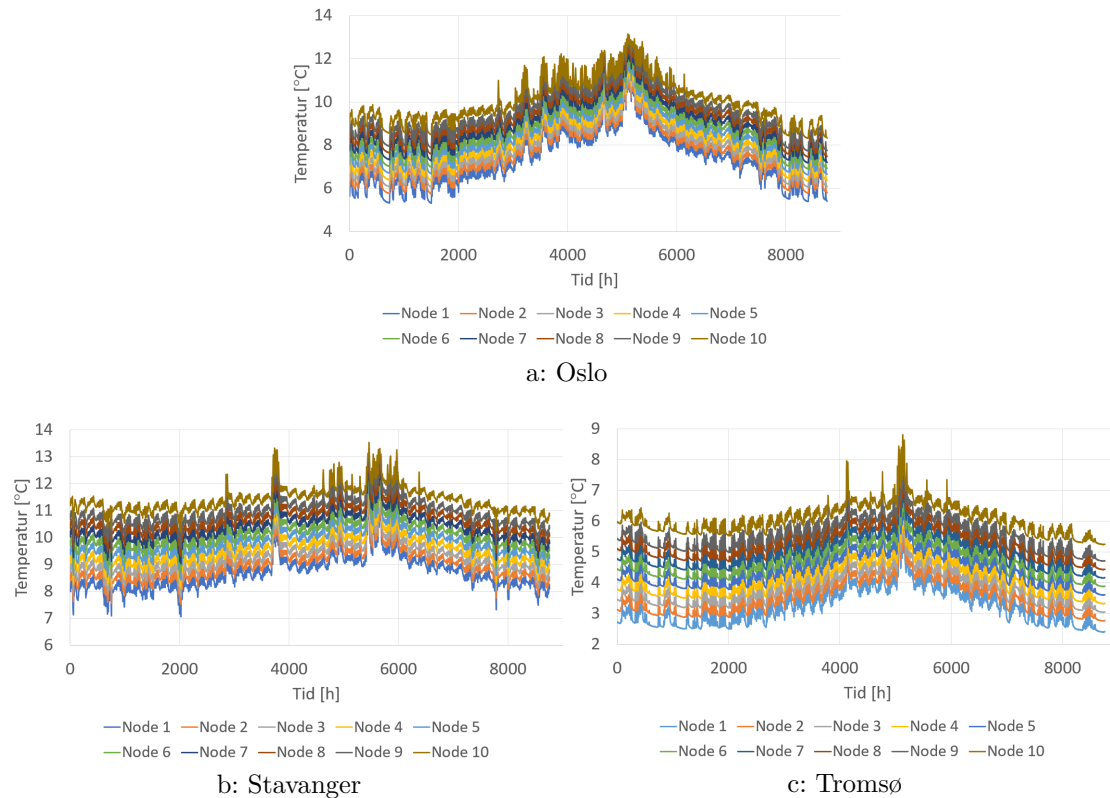 14
12
10
8
6
4
Temperatur [°C]
0 2000 4000 6000 8000
Tid [h]
Node 1 Node 2 Node 3 Node 4 Node 5
Node 6 Node 7 Node 8 Node 9 Node 10
a: Oslo
14
13
12
11
10
9
8
7
6
Temperatur [°C]
0 2000 4000 6000 8000
Tid [h]
Node 1 Node 2 Node 3 Node 4 Node 5
Node 6 Node 7 Node 8 Node 9 Node 10
b: Stavanger
9
8
7
6
5
4
3
2
Temperatur [°C]
0 2000 4000 6000 8000
Tid [h]
Node 1 Node 2 Node 3 Node 4 Node 5
Node 6 Node 7 Node 8 Node 9 Node 10
c: Tromsø